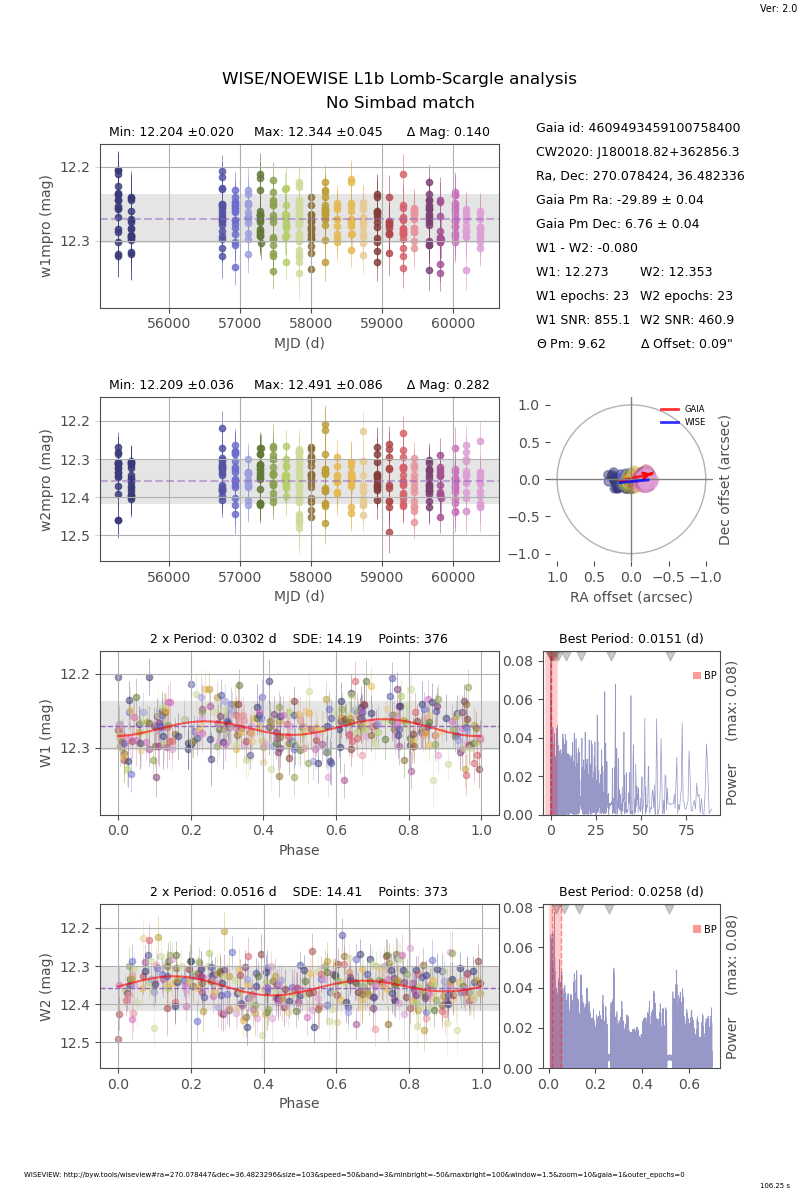 Ver: 2.0
WISE/NOEWISE L1b Lomb-Scargle analysis
No Simbad match
Min: 12.204 ±0.020 Max: 12.344 ±0.045 Δ Mag: 0.140
12.2
12.3
w1mpro (mag)
56000 57000 58000 59000 60000
MJD (d)
Gaia id: 4609493459100758400
CW2020: J180018.82+362856.3
Ra, Dec: 270.078424, 36.482336
Gaia Pm Ra: -29.89 ± 0.04
Gaia Pm Dec: 6.76 ± 0.04
W1 - W2: -0.080
W1: 12.273 W2: 12.353
W1 epochs: 23 W2 epochs: 23
W1 SNR: 855.1 W2 SNR: 460.9
Θ Pm: 9.62 Δ Offset: 0.09"
Min: 12.209 ±0.036 Max: 12.491 ±0.086 Δ Mag: 0.282
12.2
12.3
12.4
12.5
w2mpro (mag)
56000 57000 58000 59000 60000
MJD (d)
GAIA
WISE
1.0
0.5
0.0
−0.5
−1.0
Dec offset (arcsec)
1.0 0.5 0.0 −0.5 −1.0
RA offset (arcsec)
2 x Period: 0.0302 d SDE: 14.19 Points: 376
12.2
12.3
W1 (mag)
0.0 0.2 0.4 0.6 0.8 1.0
Phase
Best Period: 0.0151 (d)
BP
0.08
0.06
0.04
0.02
0.00
Power (max: 0.08)
0 25 50 75
2 x Period: 0.0516 d SDE: 14.41 Points: 373
12.2
12.3
12.4
12.5
W2 (mag)
0.0 0.2 0.4 0.6 0.8 1.0
Phase
Best Period: 0.0258 (d)
BP
0.08
0.06
0.04
0.02
0.00
Power (max: 0.08)
0.0 0.2 0.4 0.6
WISEVIEW: http://byw.tools/wiseview#ra=270.078447&dec=36.4823296&size=103&speed=50&band=3&minbright=-50&maxbright=100&window=1.5&zoom=10&gaia=1&outer_epochs=0
106.25 s